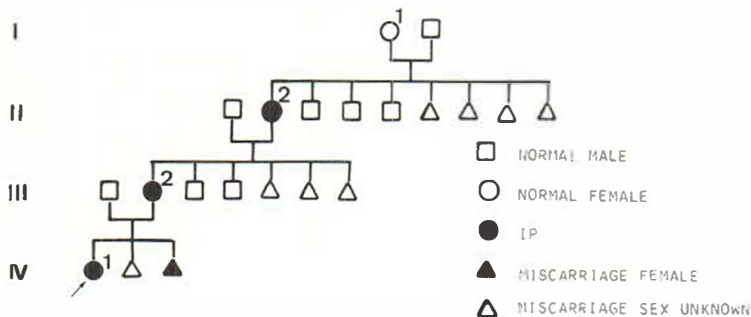 I
1
II
2
III
2
IV
1
NORMAL MALE
NORMAL FEMALE
IP
MISCARRIAGE FEMALE
MISCARRIAGE SEX UNKNOWN